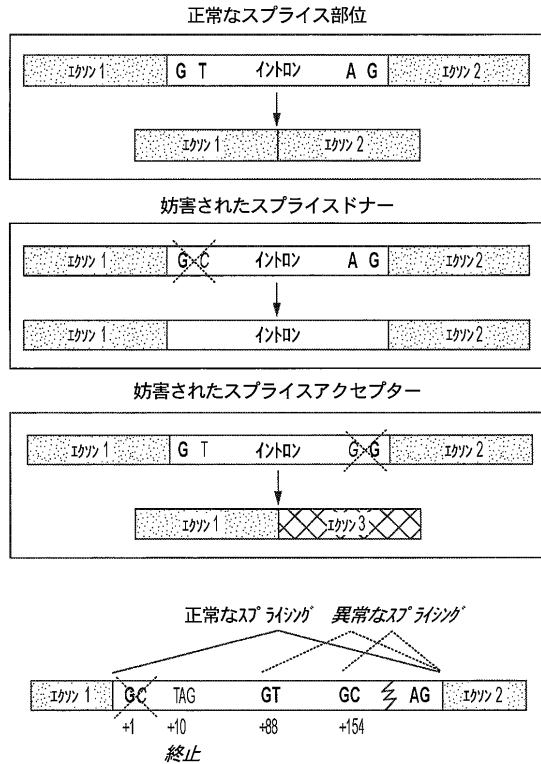 正常なスプライス部位
エクソン1 G T イントロン A G エクソン2
エクソン1 エクソン2
妨害されたスプライスドナー
エクソン1 G C イントロン A G エクソン2
エクソン1 イントロン エクソン2
妨害されたスプライスアクセプター
エクソン1 G T イントロン G G エクソン2
エクソン1 エクソン3
正常なスプライシング 異常なスプライシング
エクソン1 GC TAG GT GC AG エクソン2
+1 +10 +88 +154
終止